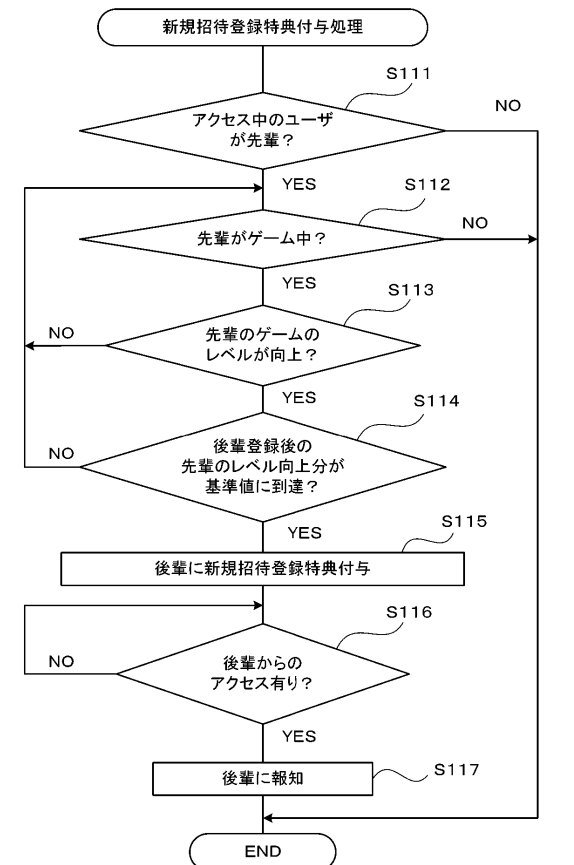 新規招待登録特典付与処理
S111
NO
アクセス中のユーザ
が先輩？
YES
S112
NO
先輩がゲーム中？
YES
S113
NO
先輩のゲームの
レベルが向上？
YES
S114
NO
後輩登録後の
先輩のレベル向上分が
基準値に到達？
YES
S115
後輩に新規招待登録特典付与
S116
NO
後輩からの
アクセス有り？
YES
後輩に報知
S117
END